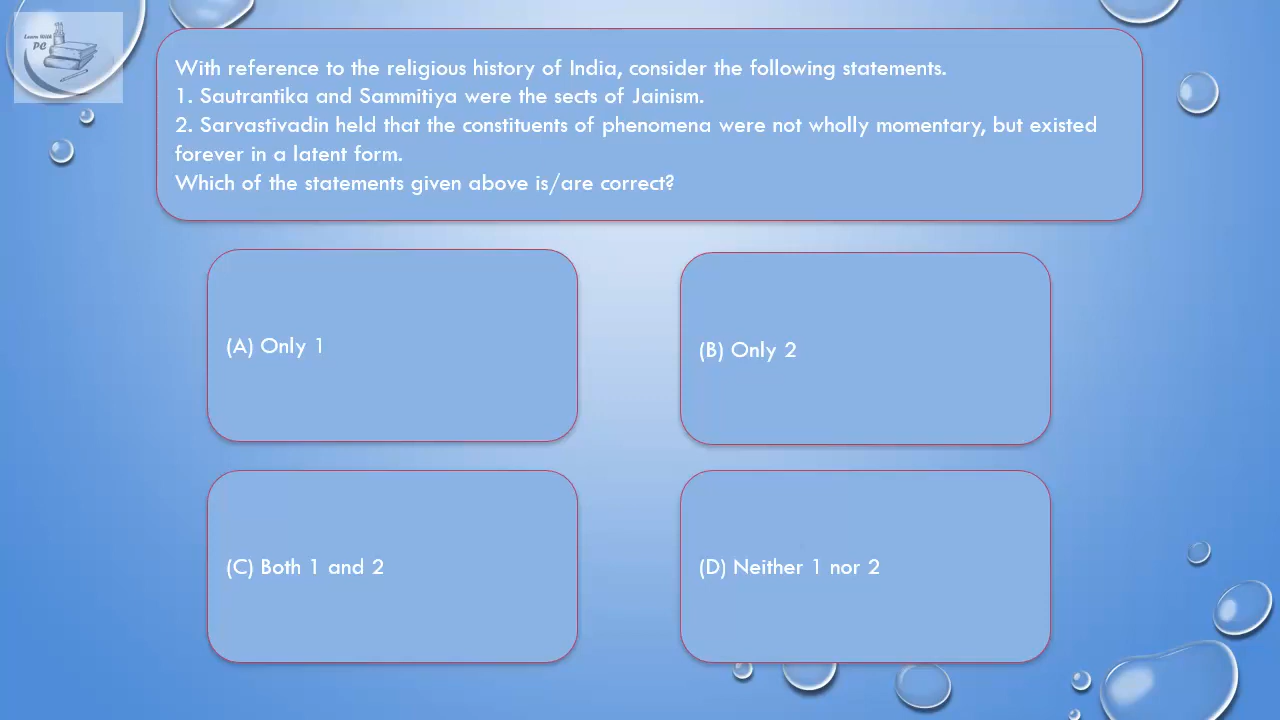 Learn With
PC
With reference to the religious history of India, consider the following statements.
1. Sautrantika and Sammitiya were the sects of Jainism.
2. Sarvastivadin held that the constituents of phenomena were not wholly momentary, but existed
forever in a latent form.
Which of the statements given above is/are correct?
(A) Only 1
(B) Only 2
(C) Both 1 and 2
(D) Neither 1 nor 2